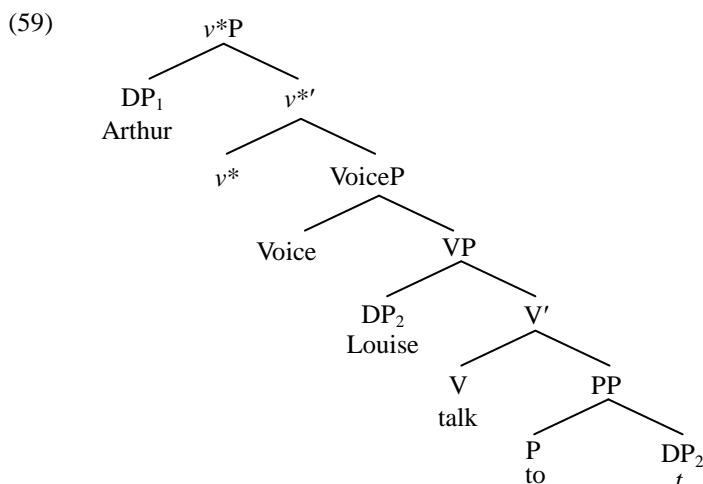 (59)
v*P
DP₁ v*′
Arthur
v* VoiceP
Voice VP
DP₂ V′
Louise
V PP
talk
P DP₂
to t